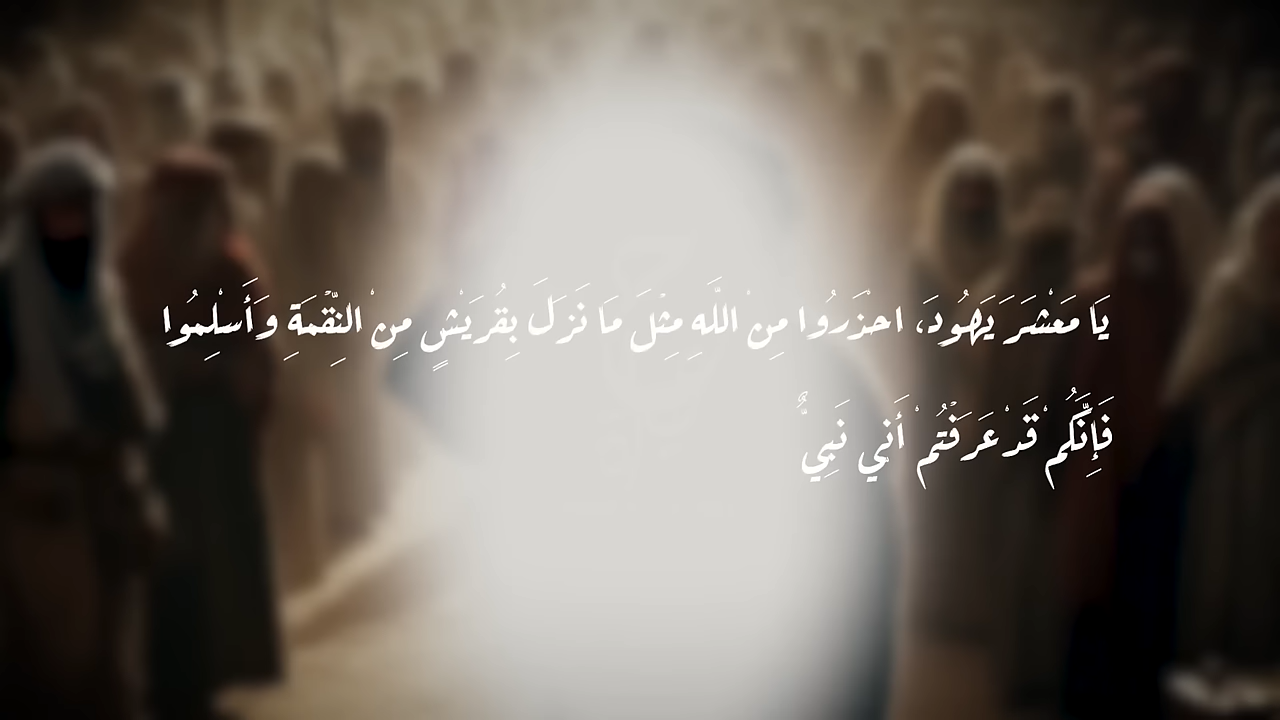 يَا مَعْشَرَ يَهُودَ، احْذَرُوا مِنْ اللَّهِ مِثْلَ مَا نَزَلَ بِقُرَيْشٍ مِنْ النِّقْمَةِ وَأَسْلِمُوا
فَإِنَّكُمْ قَدْ عَرَفْتُمْ أَنِي نَبِيٌّ